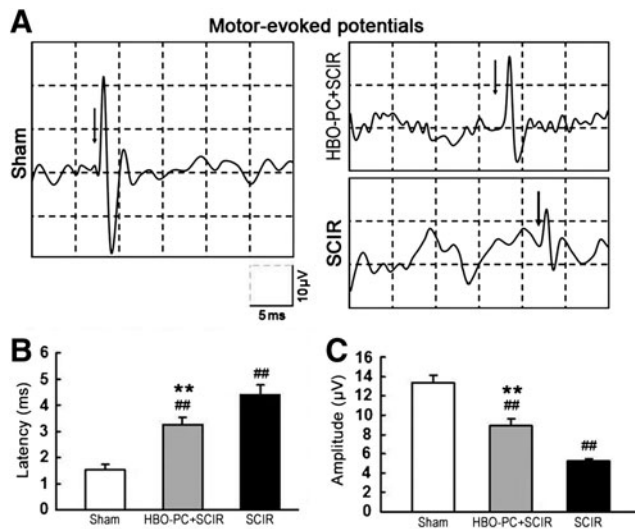 A
Motor-evoked potentials
Sham
HBO-PC+SCIR
SCIR
10μV
5ms
B
Latency (ms)
6
5
4
3
2
1
0
**
##
##
Sham HBO-PC+SCIR SCIR
C
Amplitude (μV)
16
14
12
10
8
6
4
2
0
**
##
##
Sham HBO-PC+SCIR SCIR